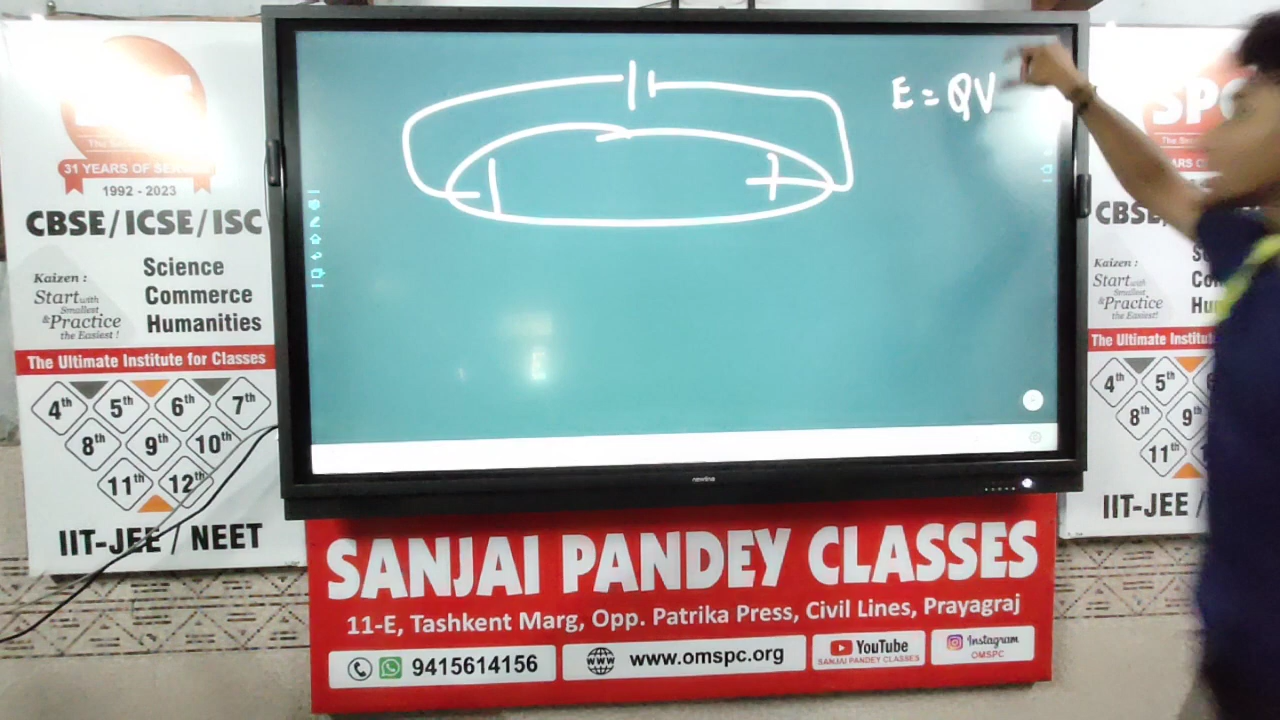 31 YEARS OF
1992 - 2023
CBSE/ICSE/ISC
Kaizen :
Start with
Smallest
& Practice
the Easiest !
Science
Commerce
Humanities
The Ultimate Institute for Classes
4th 5th 6th 7th
8th 9th 10th
11th 12th
IIT-JEE / NEET
E = QV
newline
SPC
CBSE/
Kaizen :
Start with
Smallest
& Practice
the Easiest!
The Ultimate
4th 5th
8th 9th
11th
IIT-JEE /
SANJAI PANDEY CLASSES
11-E, Tashkent Marg, Opp. Patrika Press, Civil Lines, Prayagraj
9415614156
www.omspc.org
YouTube
SANJAI PANDEY CLASSES
Instagram
OMSPC